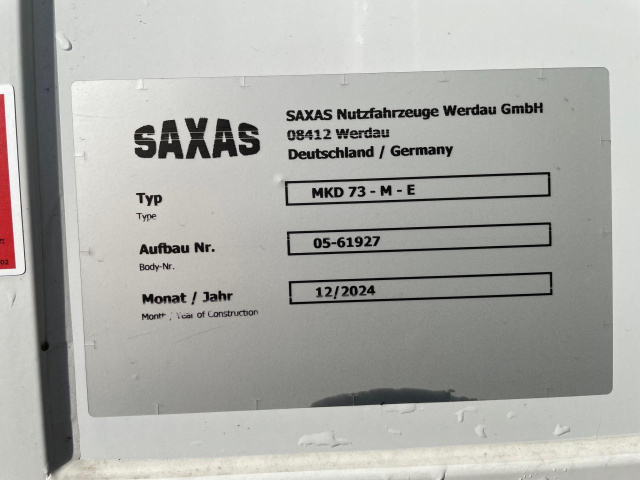 SAXAS
SAXAS Nutzfahrzeuge Werdau GmbH
08412 Werdau
Deutschland / Germany
Typ
Type
MKD 73 - M - E
Aufbau Nr.
Body-Nr.
05-61927
Monat / Jahr
Month / Year of Construction
12/2024
02